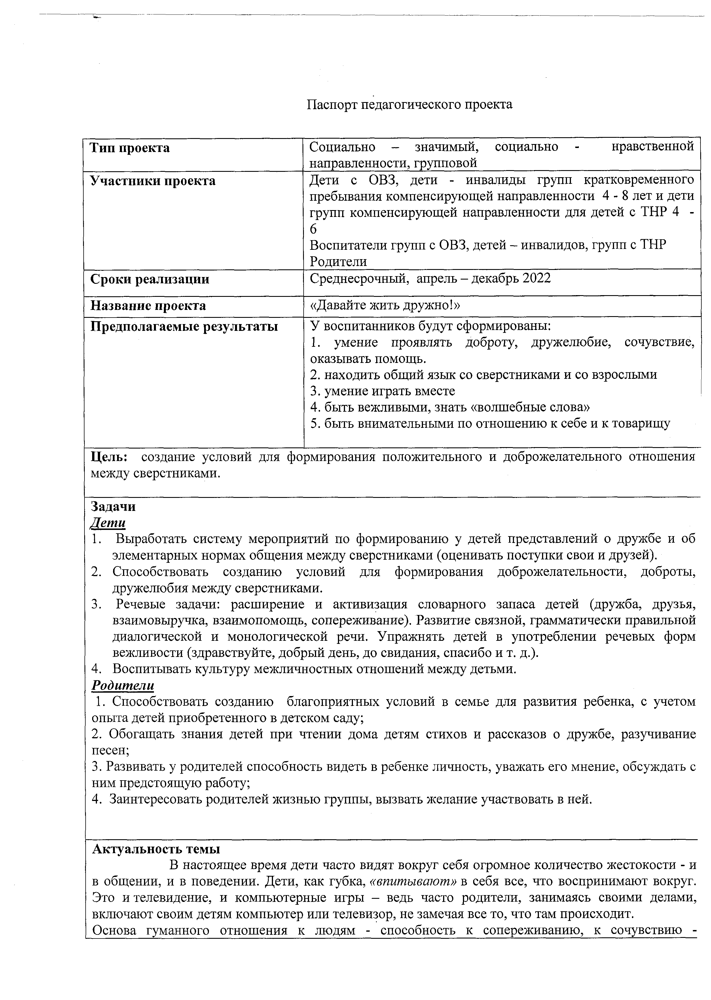 Паспорт педагогического проекта
Тип проекта
Социально – значимый, социально - нравственной
направленности, групповой
Участники проекта
Дети с ОВЗ, дети - инвалиды групп кратковременного
пребывания компенсирующей направленности 4 - 8 лет и дети
групп компенсирующей направленности для детей с ТНР 4 -
6
Воспитатели групп с ОВЗ, детей – инвалидов, групп с ТНР
Родители
Сроки реализации
Среднесрочный, апрель – декабрь 2022
Название проекта
«Давайте жить дружно!»
Предполагаемые результаты
У воспитанников будут сформированы:
1. умение проявлять доброту, дружелюбие, сочувствие,
оказывать помощь.
2. находить общий язык со сверстниками и со взрослыми
3. умение играть вместе
4. быть вежливыми, знать «волшебные слова»
5. быть внимательными по отношению к себе и к товарищу
Цель: создание условий для формирования положительного и доброжелательного отношения
между сверстниками.
Задачи
Дети
1. Выработать систему мероприятий по формированию у детей представлений о дружбе и об
элементарных нормах общения между сверстниками (оценивать поступки свои и друзей).
2. Способствовать созданию условий для формирования доброжелательности, доброты,
дружелюбия между сверстниками.
3. Речевые задачи: расширение и активизация словарного запаса детей (дружба, друзья,
взаимовыручка, взаимопомощь, сопереживание). Развитие связной, грамматически правильной
диалогической и монологической речи. Упражнять детей в употреблении речевых форм
вежливости (здравствуйте, добрый день, до свидания, спасибо и т. д.).
4. Воспитывать культуру межличностных отношений между детьми.
Родители
1. Способствовать созданию благоприятных условий в семье для развития ребенка, с учетом
опыта детей приобретенного в детском саду;
2. Обогащать знания детей при чтении дома детям стихов и рассказов о дружбе, разучивание
песен;
3. Развивать у родителей способность видеть в ребенке личность, уважать его мнение, обсуждать с
ним предстоящую работу;
4. Заинтересовать родителей жизнью группы, вызвать желание участвовать в ней.
Актуальность темы
В настоящее время дети часто видят вокруг себя огромное количество жестокости - и
в общении, и в поведении. Дети, как губка, «впитывают» в себя все, что воспринимают вокруг.
Это и телевидение, и компьютерные игры – ведь часто родители, занимаясь своими делами,
включают своим детям компьютер или телевизор, не замечая все то, что там происходит.
Основа гуманного отношения к людям - способность к сопереживанию, к сочувствию -